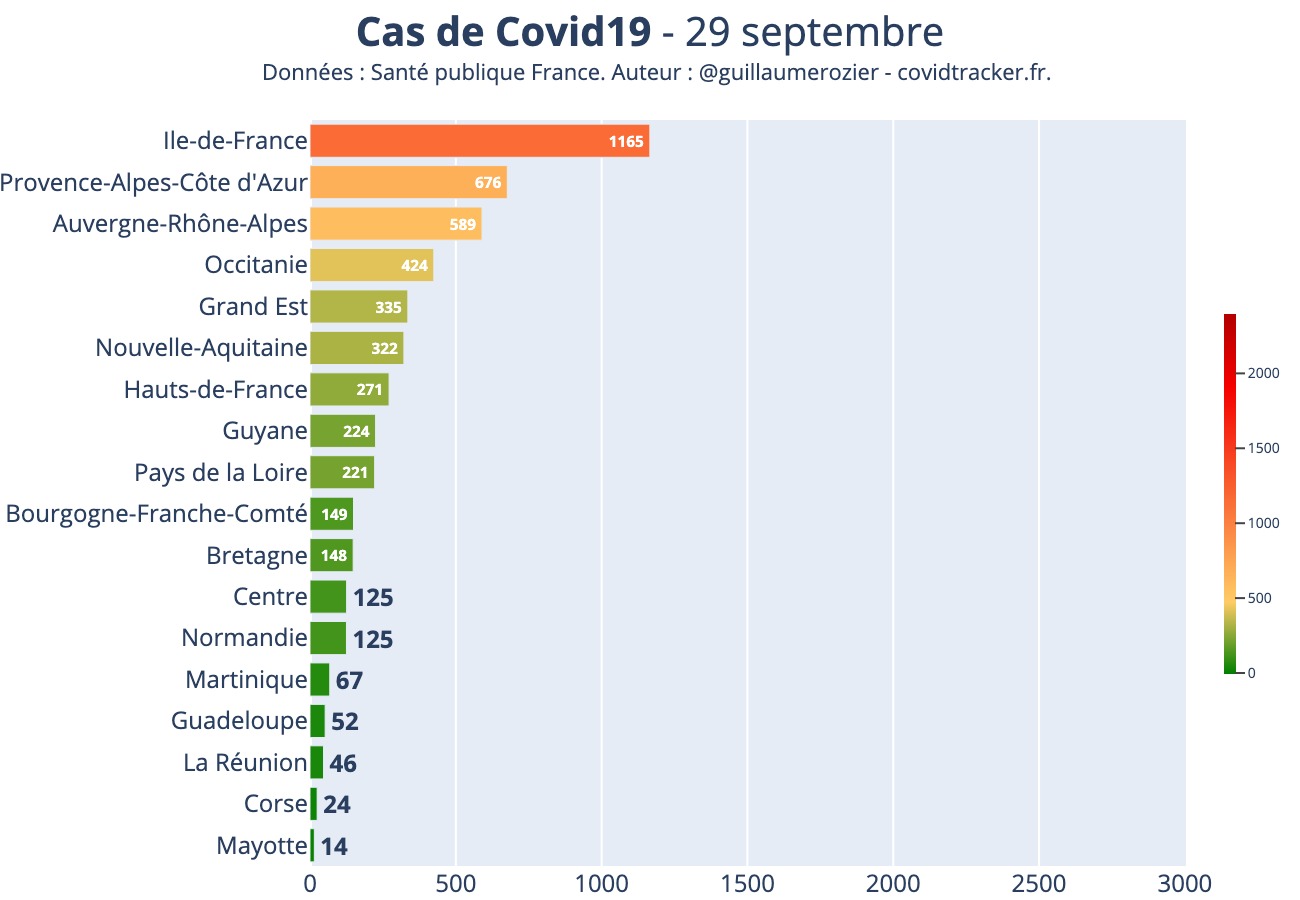 Cas de Covid19 - 29 septembre
Données : Santé publique France. Auteur : @guillaumerozier - covidtracker.fr.
Ile-de-France 1165
Provence-Alpes-Côte d'Azur 676
Auvergne-Rhône-Alpes 589
Occitanie 424
Grand Est 335
Nouvelle-Aquitaine 322
Hauts-de-France 271
Guyane 224
Pays de la Loire 221
Bourgogne-Franche-Comté 149
Bretagne 148
Centre 125
Normandie 125
Martinique 67
Guadeloupe 52
La Réunion 46
Corse 24
Mayotte 14
0 500 1000 1500 2000 2500 3000
2000
1500
1000
500
0